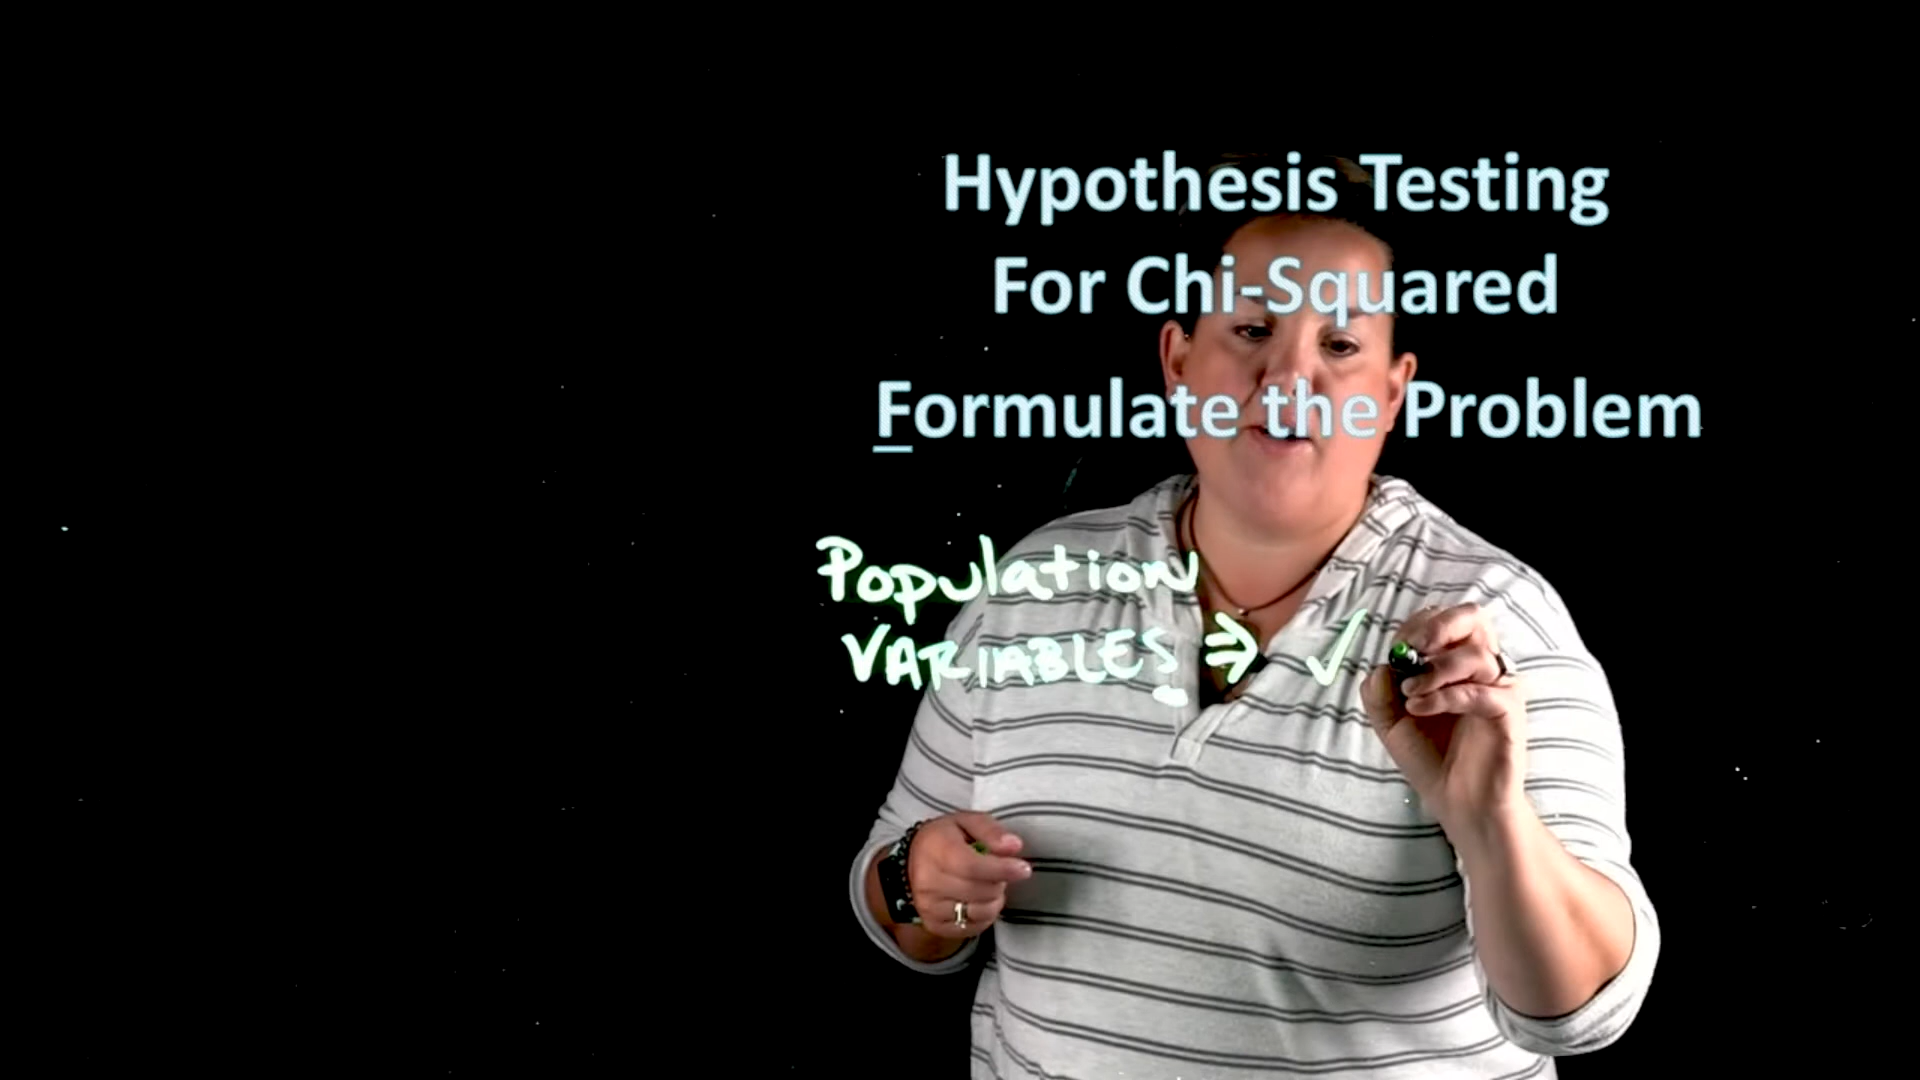 Hypothesis Testing
For Chi-Squared
Formulate the Problem
Population
VARIABLES ⇒ ✓